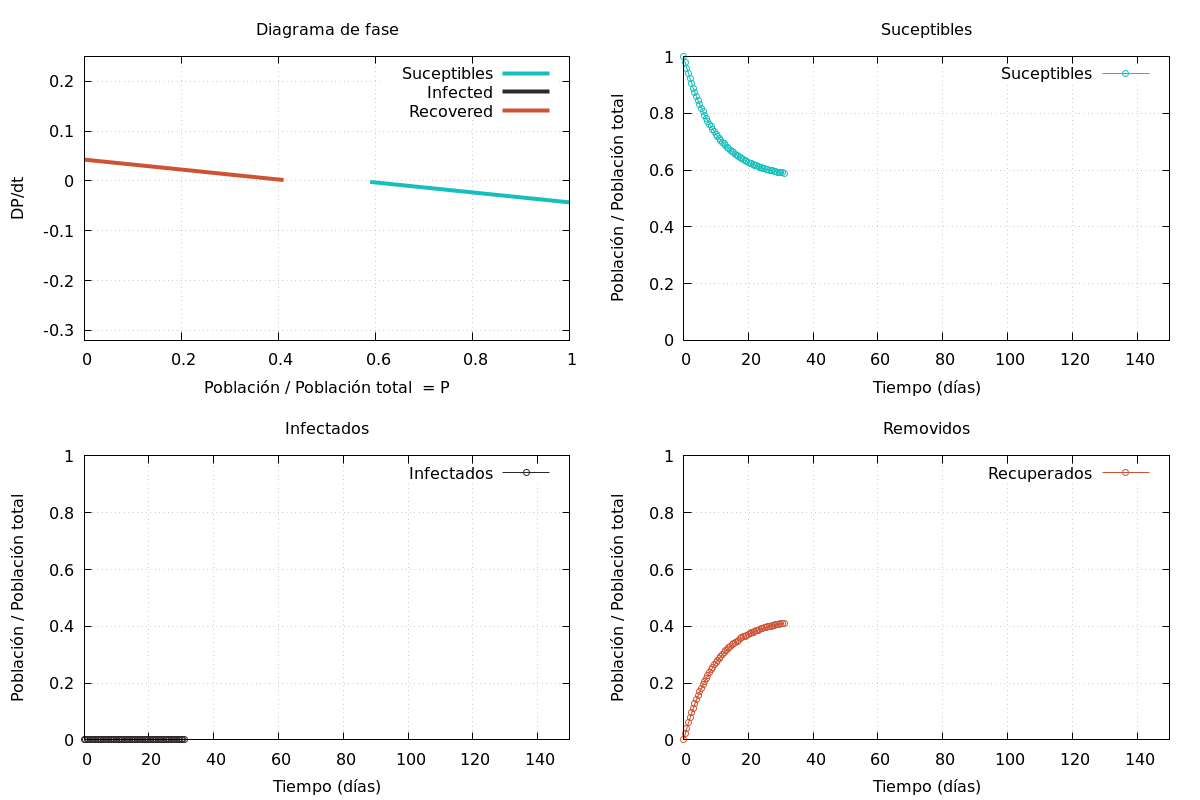 Diagrama de fase
Suceptibles
Infected
Recovered
0.2
0.1
0
-0.1
-0.2
-0.3
DP/dt
0 0.2 0.4 0.6 0.8 1
Población / Población total = P
Suceptibles
Suceptibles
1
0.8
0.6
0.4
0.2
0
Población / Población total
0 20 40 60 80 100 120 140
Tiempo (días)
Infectados
Infectados
1
0.8
0.6
0.4
0.2
0
Población / Población total
0 20 40 60 80 100 120 140
Tiempo (días)
Removidos
Recuperados
1
0.8
0.6
0.4
0.2
0
Población / Población total
0 20 40 60 80 100 120 140
Tiempo (días)